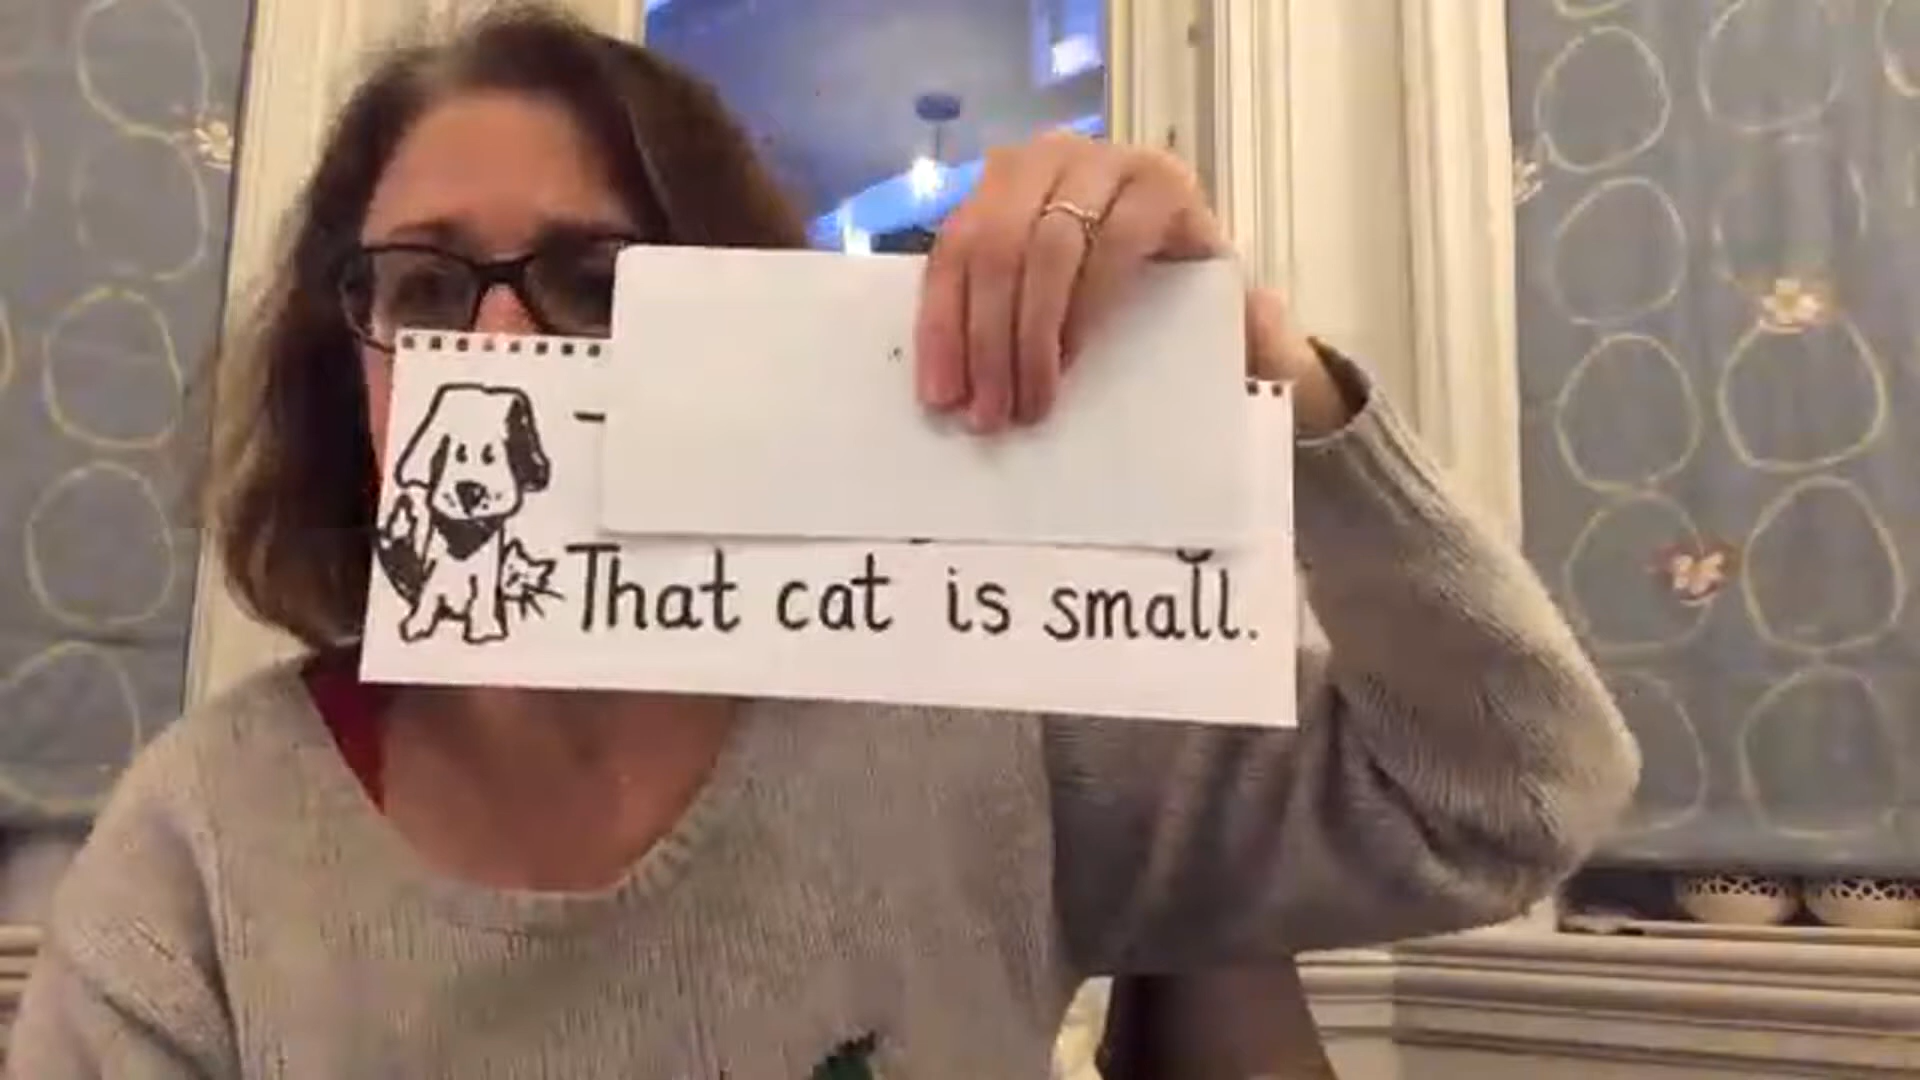 That cat is small.